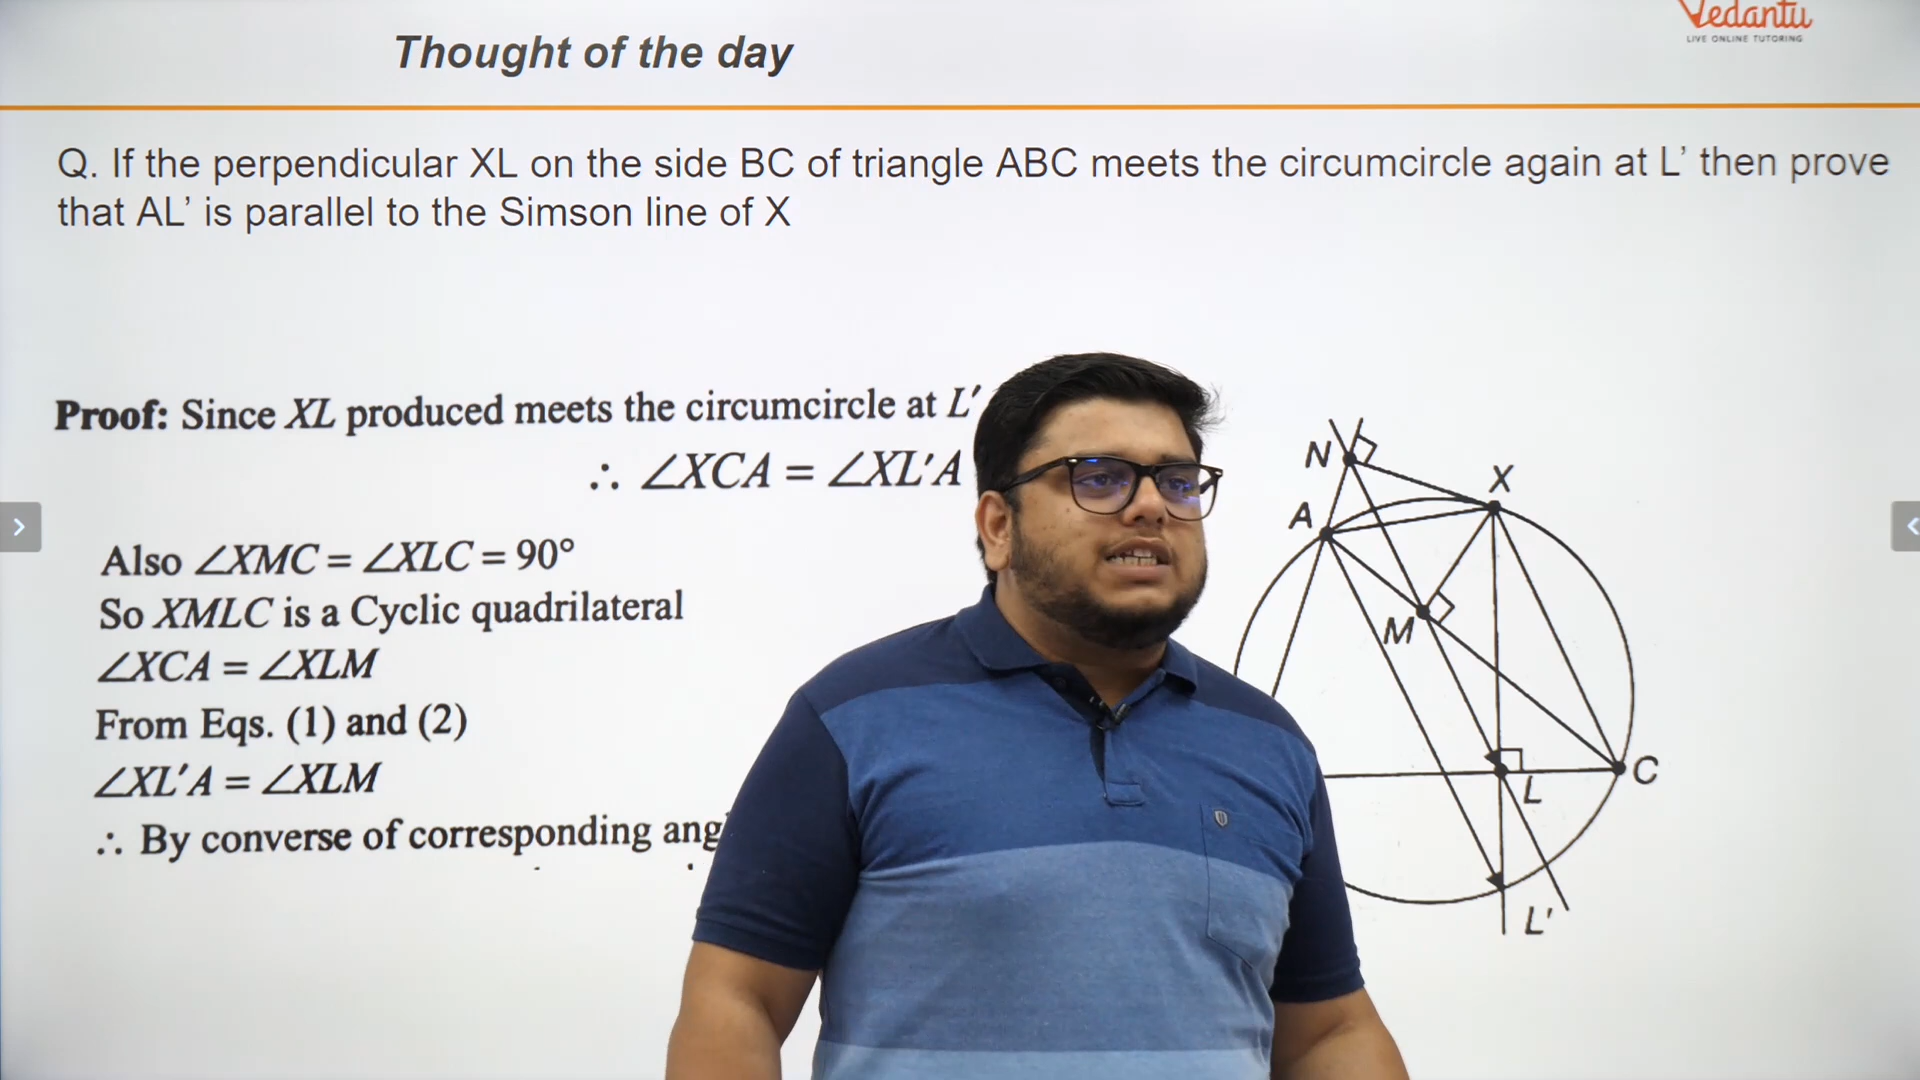 Vedantu
LIVE ONLINE TUTORING
Thought of the day
Q. If the perpendicular XL on the side BC of triangle ABC meets the circumcircle again at L’ then prove
that AL’ is parallel to the Simson line of X
Proof: Since XL produced meets the circumcircle at L′
∴ ∠XCA = ∠XL′A
Also ∠XMC = ∠XLC = 90°
So XMLC is a Cyclic quadrilateral
∠XCA = ∠XLM
From Eqs. (1) and (2)
∠XL′A = ∠XLM
∴ By converse of corresponding
N
X
A
M
C
L
L'